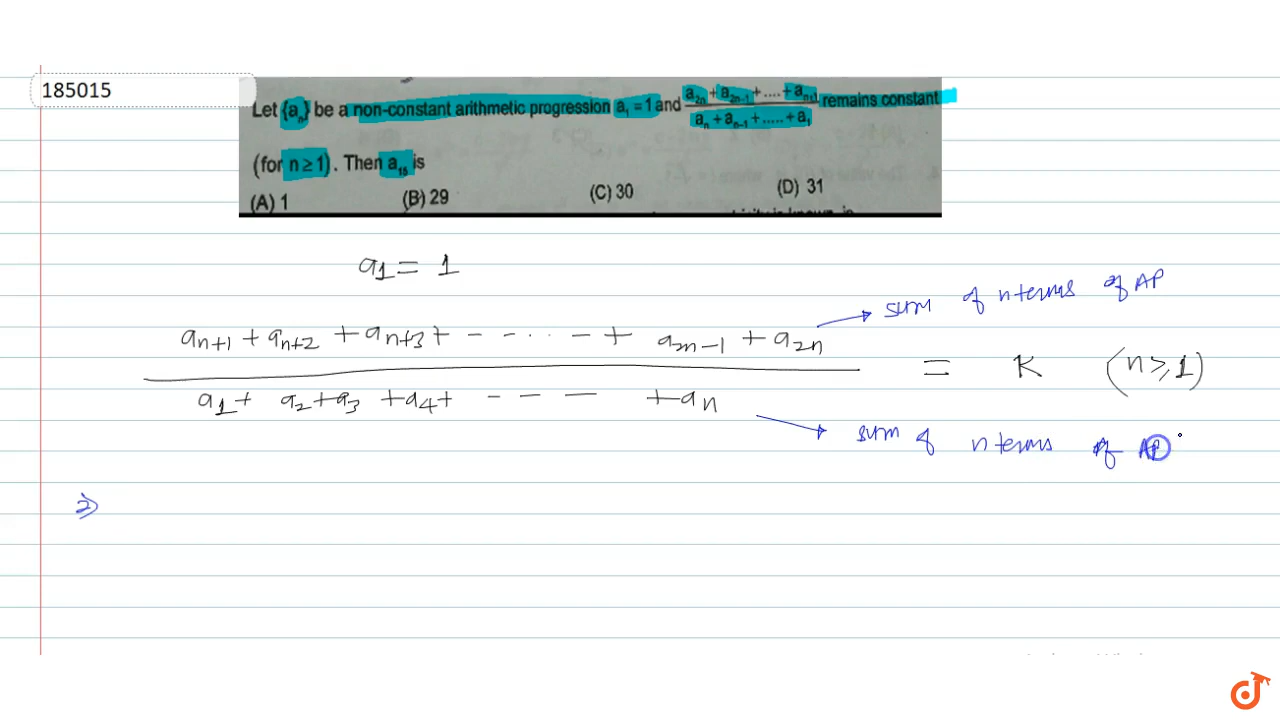 185015
Let {aₙ} be a non-constant arithmetic progression a₁ = 1 and (a₂ₙ + a₂ₙ₋₁ + .... + aₙ₊₁)/(aₙ + aₙ₋₁ + ..... + a₁) remains constant
(for n ≥ 1). Then a₁₅ is
(A) 1 (B) 29 (C) 30 (D) 31
a₁ = 1
aₙ₊₁ + aₙ₊₂ + aₙ₊₃ + - - · · - + a₂ₙ₋₁ + a₂ₙ → sum of n terms of AP
= K (n ≥ 1)
a₁ + a₂ + a₃ + a₄ + - - - + aₙ → sum of n terms of AP
⇒